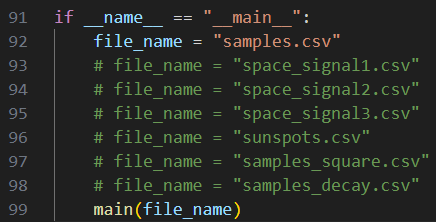 91 if __name__ == "__main__":
92     file_name = "samples.csv"
93     # file_name = "space_signal1.csv"
94     # file_name = "space_signal2.csv"
95     # file_name = "space_signal3.csv"
96     # file_name = "sunspots.csv"
97     # file_name = "samples_square.csv"
98     # file_name = "samples_decay.csv"
99     main(file_name)